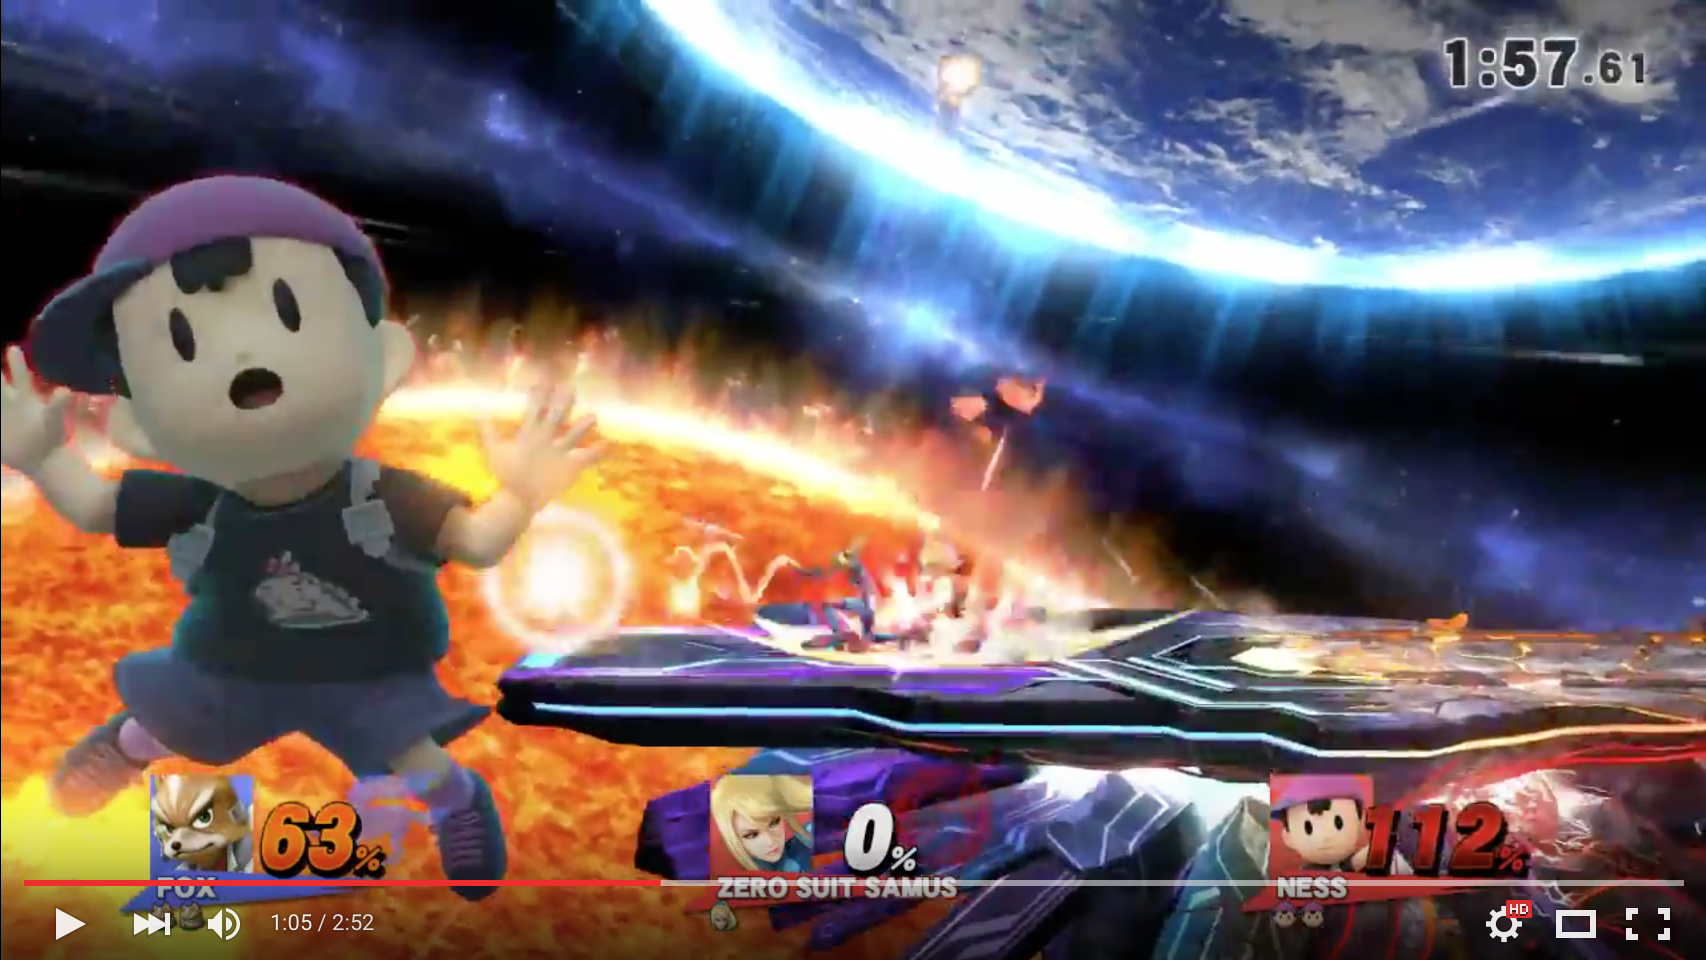 1:57.61
63%
0%
112%
FOX
ZERO SUIT SAMUS
NESS
1:05 / 2:52
HD